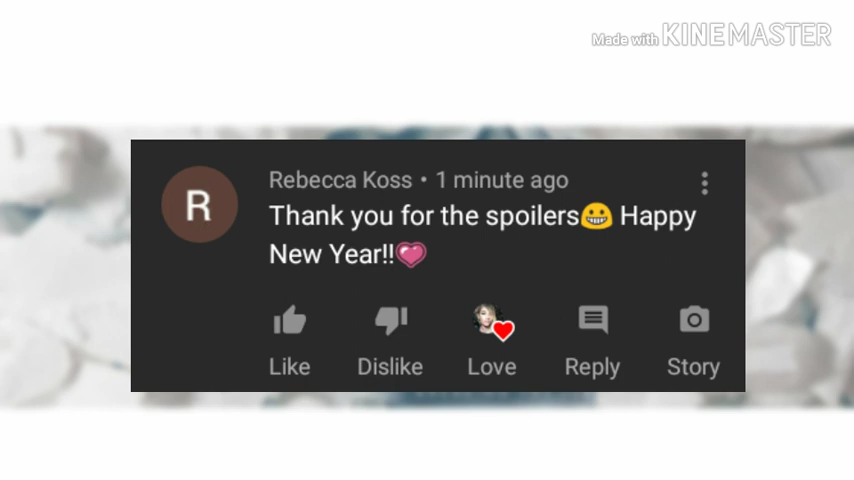 Made with KINEMASTER
R
Rebecca Koss • 1 minute ago
Thank you for the spoilers😀 Happy
New Year!!💗
Like Dislike Love Reply Story